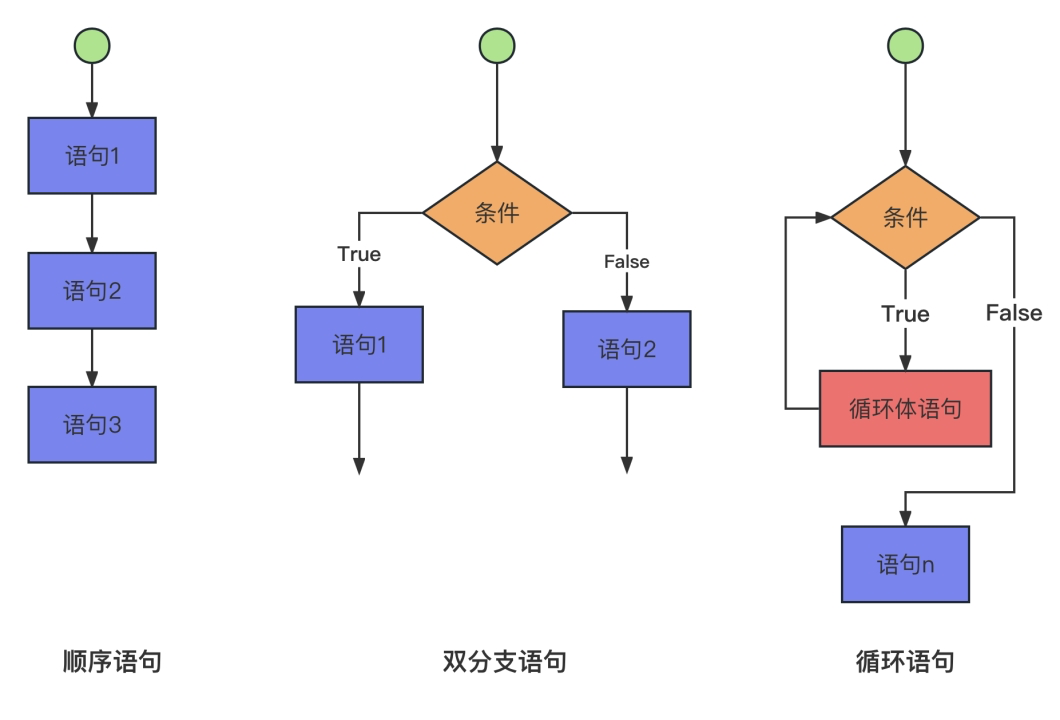 语句1
语句2
语句3
顺序语句
条件
True
False
语句1
语句2
双分支语句
条件
True
False
循环体语句
语句n
循环语句